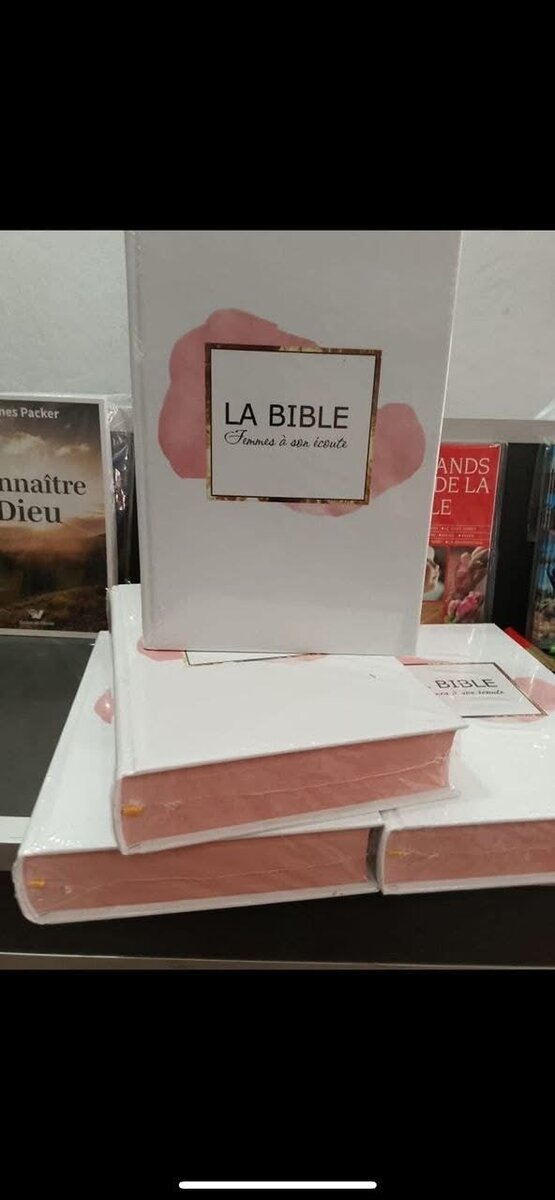 LA BIBLE
Femmes à son écoute
nes Packer
nnaître
Dieu
ANDS
DE LA
LE
BIBLE